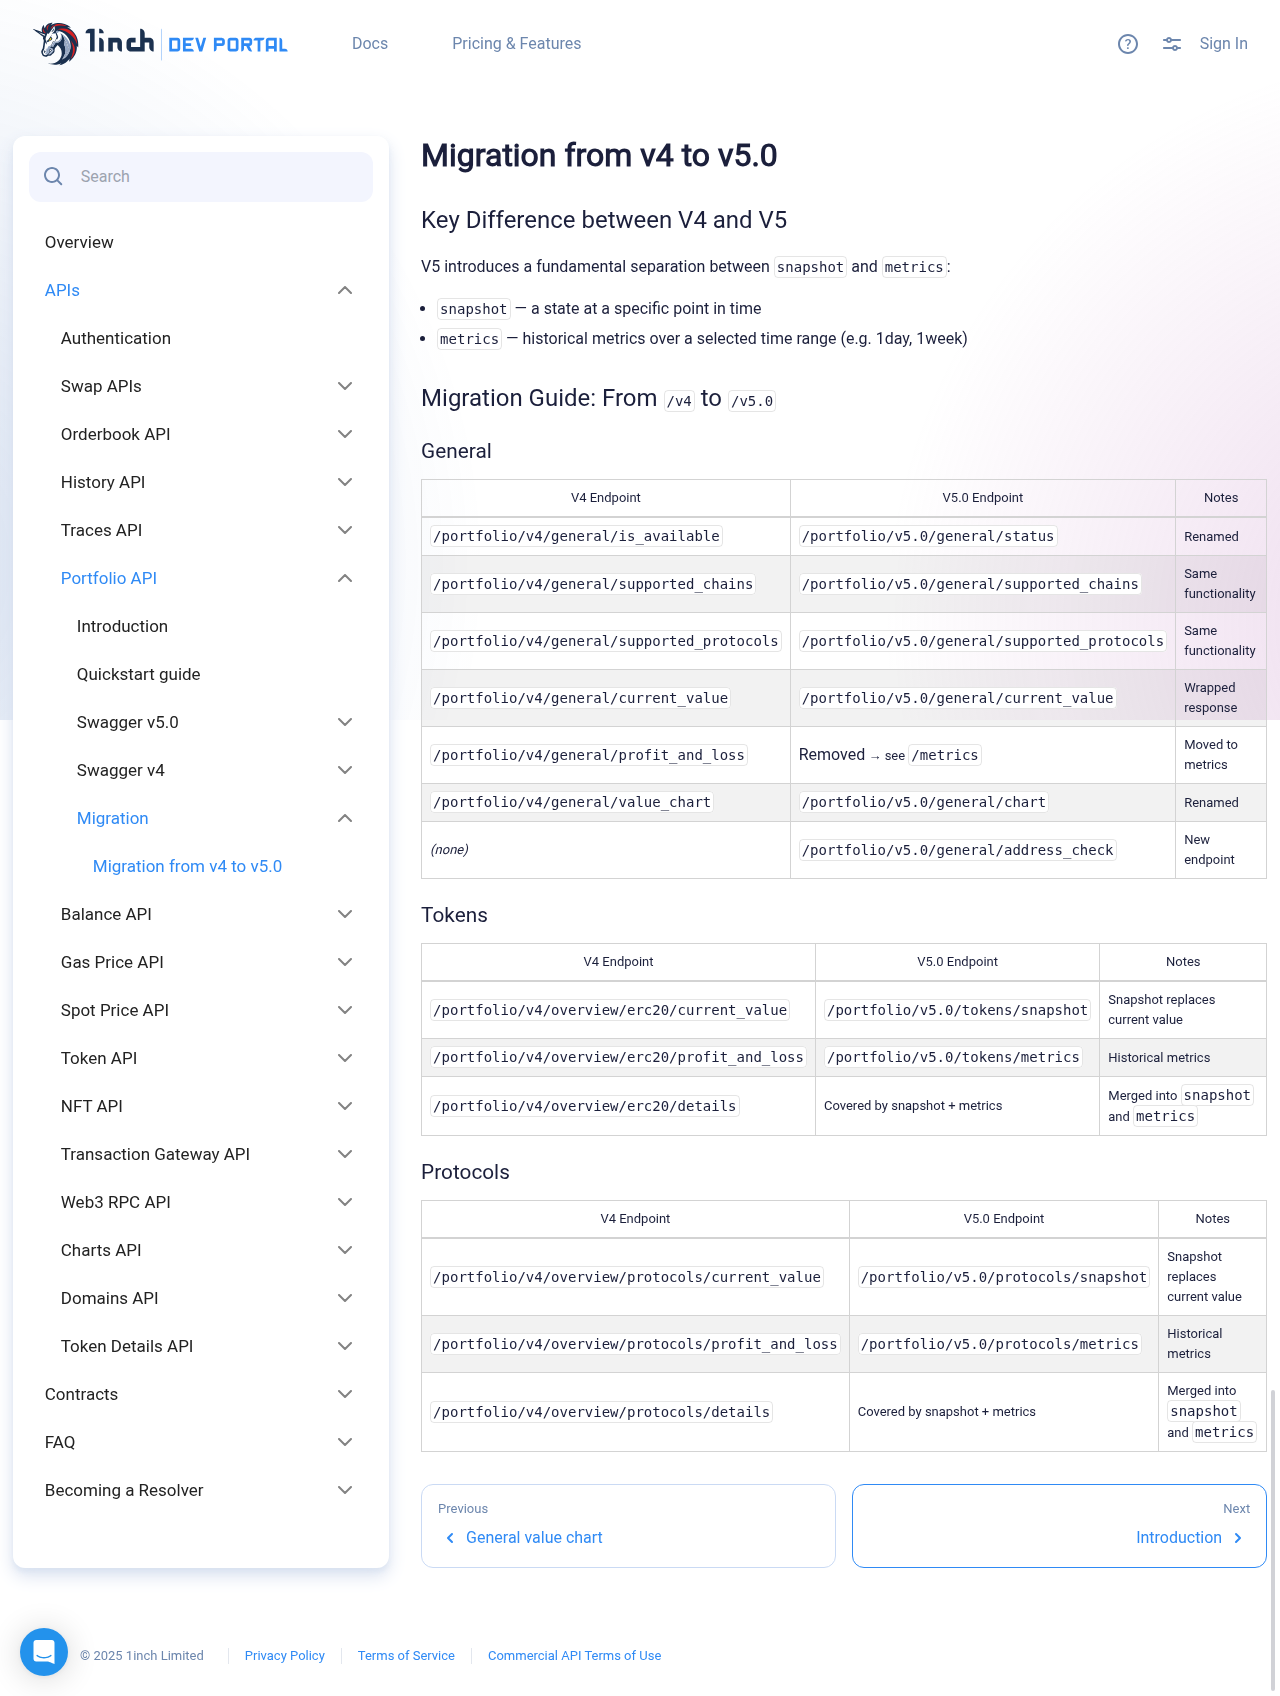 1inch DEV PORTAL
Docs
Pricing & Features
Sign In
Search
Overview
APIs
Authentication
Swap APIs
Orderbook API
History API
Traces API
Portfolio API
Introduction
Quickstart guide
Swagger v5.0
Swagger v4
Migration
Migration from v4 to v5.0
Balance API
Gas Price API
Spot Price API
Token API
NFT API
Transaction Gateway API
Web3 RPC API
Charts API
Domains API
Token Details API
Contracts
FAQ
Becoming a Resolver
Migration from v4 to v5.0
Key Difference between V4 and V5
V5 introduces a fundamental separation between snapshot and metrics:
• snapshot — a state at a specific point in time
• metrics — historical metrics over a selected time range (e.g. 1day, 1week)
Migration Guide: From /v4 to /v5.0
General
V4 Endpoint V5.0 Endpoint Notes
/portfolio/v4/general/is_available /portfolio/v5.0/general/status Renamed
/portfolio/v4/general/supported_chains /portfolio/v5.0/general/supported_chains Same
functionality
/portfolio/v4/general/supported_protocols /portfolio/v5.0/general/supported_protocols Same
functionality
/portfolio/v4/general/current_value /portfolio/v5.0/general/current_value Wrapped
response
/portfolio/v4/general/profit_and_loss Removed → see /metrics Moved to
metrics
/portfolio/v4/general/value_chart /portfolio/v5.0/general/chart Renamed
(none) /portfolio/v5.0/general/address_check New
endpoint
Tokens
V4 Endpoint V5.0 Endpoint Notes
/portfolio/v4/overview/erc20/current_value /portfolio/v5.0/tokens/snapshot Snapshot replaces
current value
/portfolio/v4/overview/erc20/profit_and_loss /portfolio/v5.0/tokens/metrics Historical metrics
/portfolio/v4/overview/erc20/details Covered by snapshot + metrics Merged into snapshot
and metrics
Protocols
V4 Endpoint V5.0 Endpoint Notes
/portfolio/v4/overview/protocols/current_value /portfolio/v5.0/protocols/snapshot Snapshot
replaces
current value
/portfolio/v4/overview/protocols/profit_and_loss /portfolio/v5.0/protocols/metrics Historical
metrics
/portfolio/v4/overview/protocols/details Covered by snapshot + metrics Merged into
snapshot
and metrics
Previous
General value chart
Next
Introduction
© 2025 1inch Limited
Privacy Policy
Terms of Service
Commercial API Terms of Use